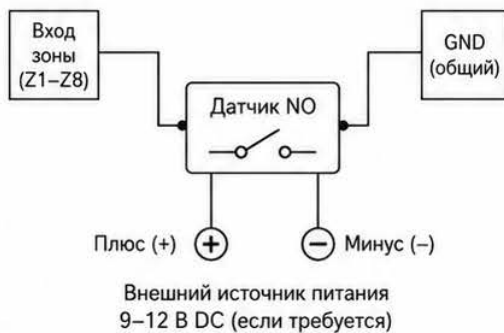 Вход
зоны
(Z1–Z8)
GND
(общий)
Датчик NO
Плюс (+)
+
−
Минус (–)
Внешний источник питания
9–12 В DC (если требуется)